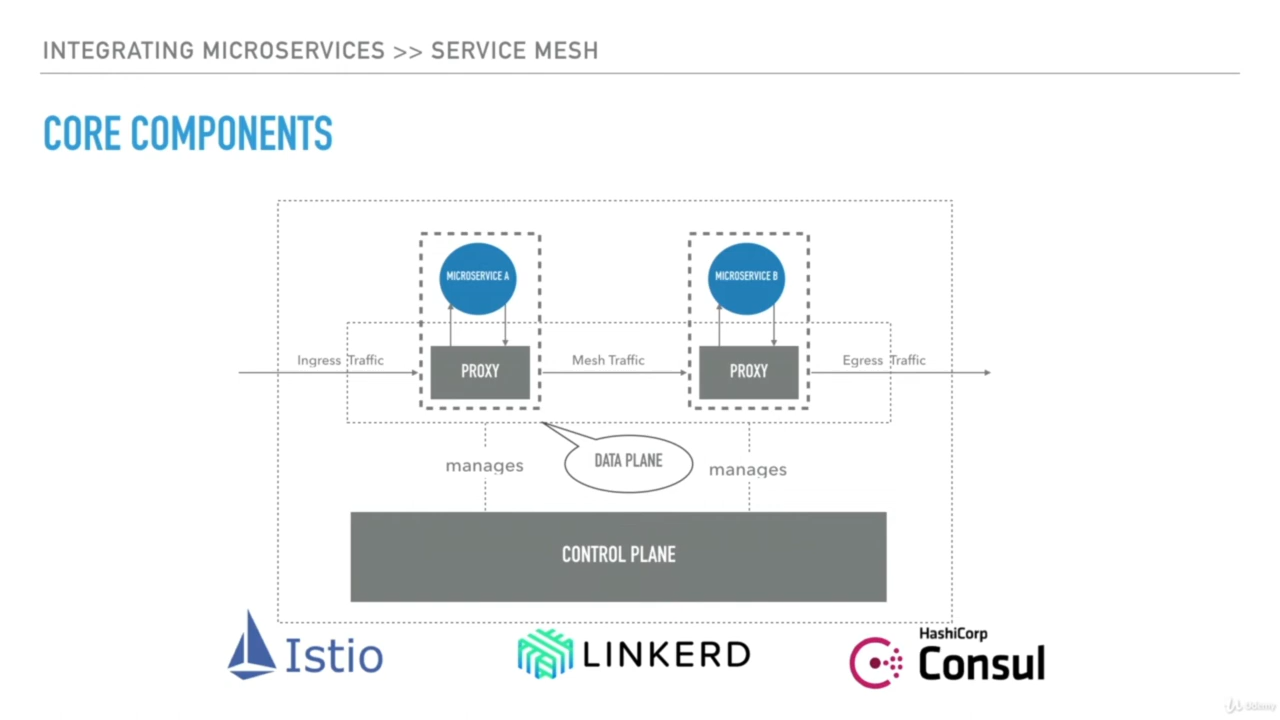 INTEGRATING MICROSERVICES >> SERVICE MESH
CORE COMPONENTS
MICROSERVICE A
MICROSERVICE B
Ingress Traffic
PROXY
Mesh Traffic
PROXY
Egress Traffic
manages
DATA PLANE
manages
CONTROL PLANE
Istio
LINKERD
HashiCorp
Consul
Udemy